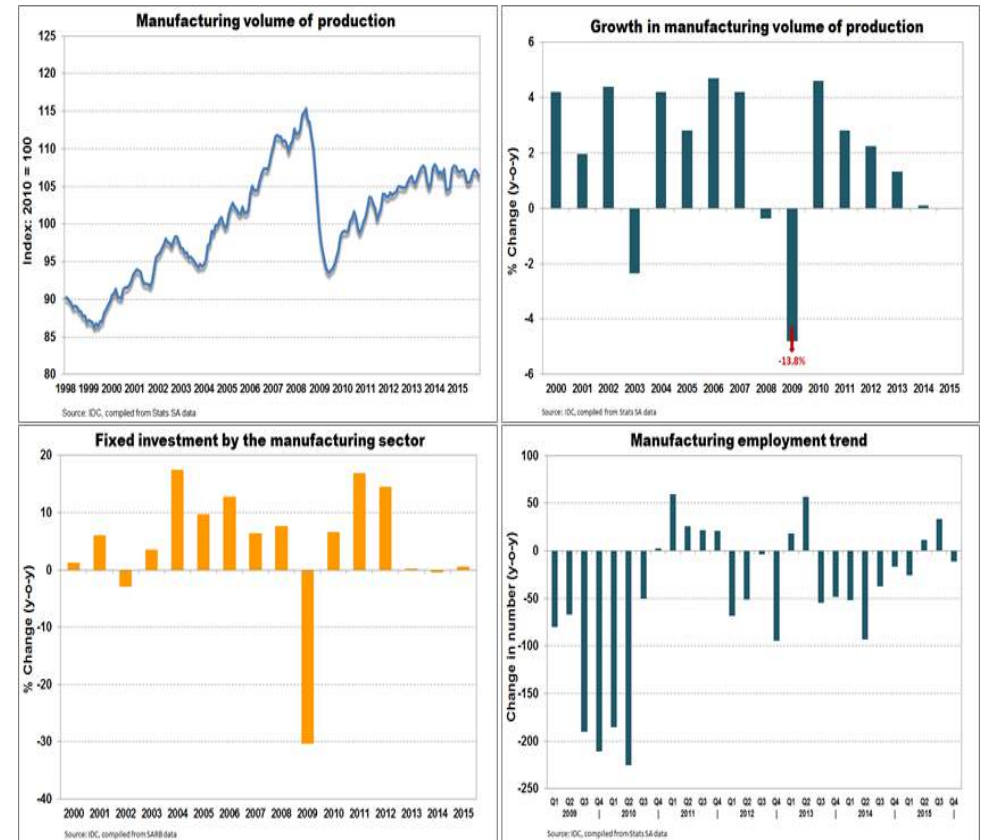 Manufacturing volume of production
Index: 2010 = 100
125
120
115
110
105
100
95
90
85
80
1998 1999 2000 2001 2002 2003 2004 2005 2006 2007 2008 2009 2010 2011 2012 2013 2014 2015
Source: IDC, compiled from Stats SA data
Growth in manufacturing volume of production
% Change (y-o-y)
6
4
2
0
-2
-4
-6
-13.8%
2000 2001 2002 2003 2004 2005 2006 2007 2008 2009 2010 2011 2012 2013 2014 2015
Source: IDC, compiled from Stats SA data
Fixed investment by the manufacturing sector
% Change (y-o-y)
20
10
0
-10
-20
-30
-40
2000 2001 2002 2003 2004 2005 2006 2007 2008 2009 2010 2011 2012 2013 2014 2015
Source: IDC, compiled from SARB data
Manufacturing employment trend
Change in number (y-o-y)
100
50
0
-50
-100
-150
-200
-250
Q1 Q2 Q3 Q4 Q1 Q2 Q3 Q4 Q1 Q2 Q3 Q4 Q1 Q2 Q3 Q4 Q1 Q2 Q3 Q4 Q1 Q2 Q3 Q4 Q1 Q2 Q3 Q4
2009 | 2010 | 2011 | 2012 | 2013 | 2014 | 2015 |
Source: IDC, compiled from Stats SA data